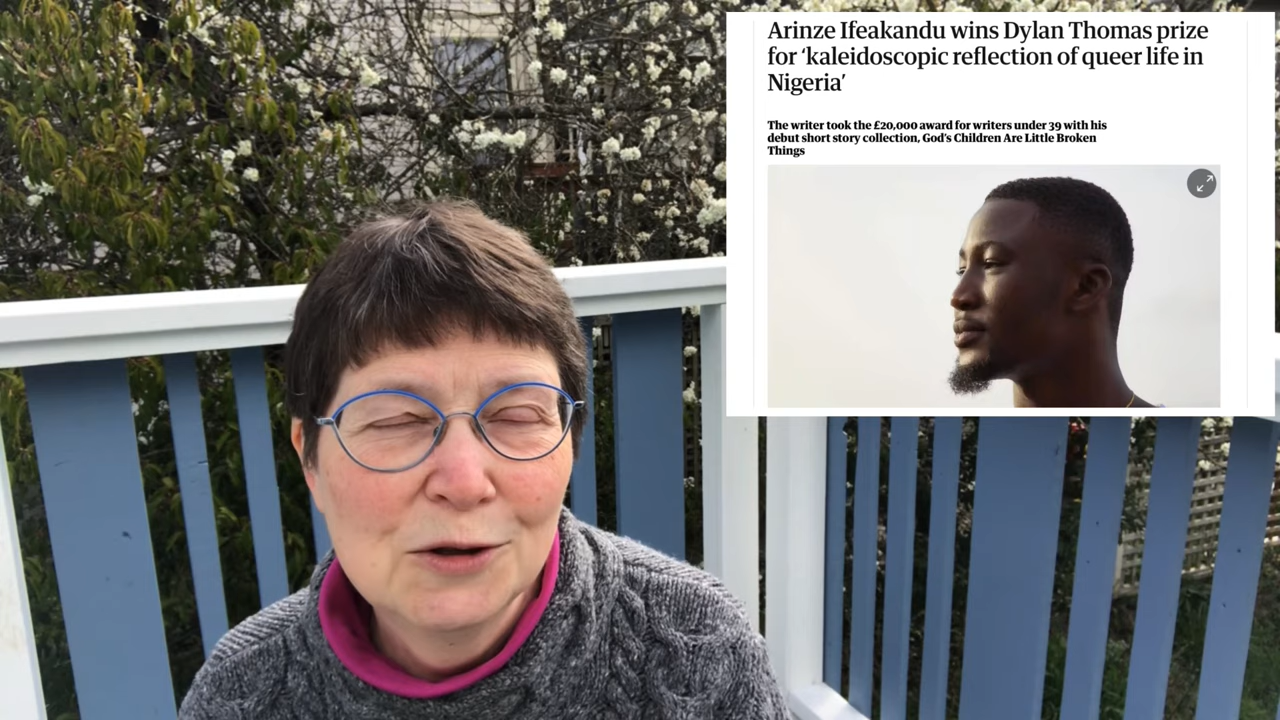 Arinze Ifeakandu wins Dylan Thomas prize
for ‘kaleidoscopic reflection of queer life in
Nigeria’
The writer took the £20,000 award for writers under 39 with his
debut short story collection, God’s Children Are Little Broken
Things